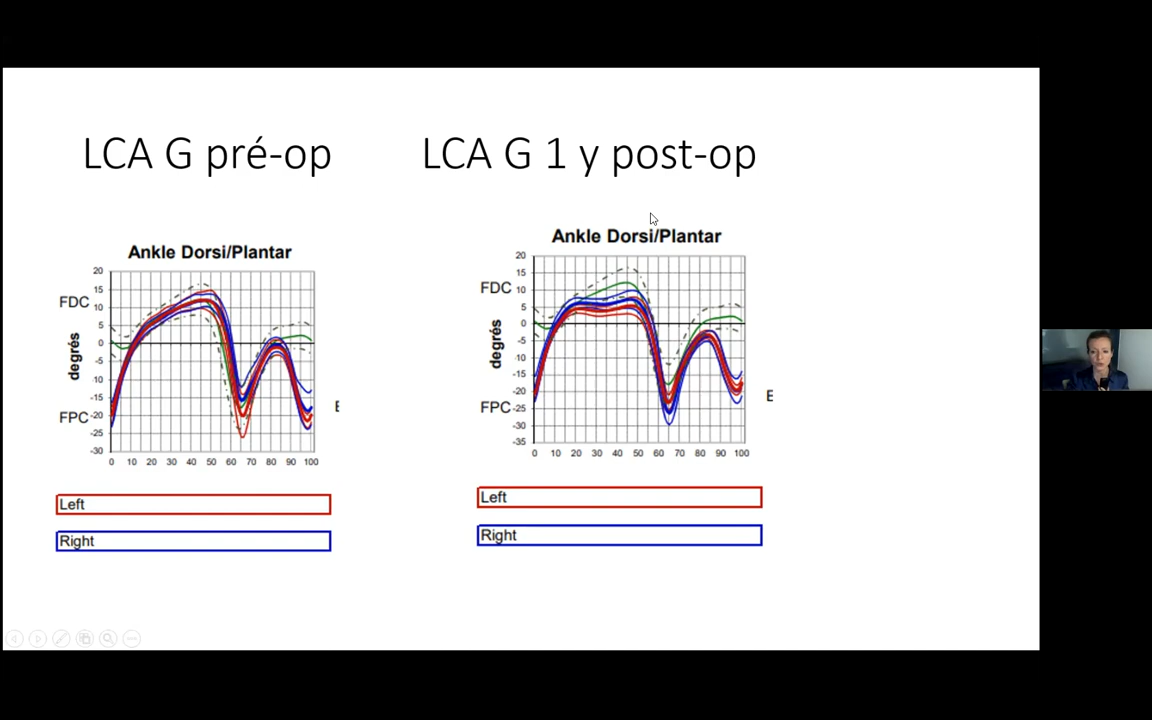 LCA G pré-op
LCA G 1 y post-op
Ankle Dorsi/Plantar
20
15
FDC
10
5
0
degrés
-5
-10
-15
FPC
-20
-25
-30
0 10 20 30 40 50 60 70 80 90 100
E
Left
Right
Ankle Dorsi/Plantar
20
15
FDC
10
5
0
degrés
-5
-10
-15
-20
FPC
-25
-30
-35
0 10 20 30 40 50 60 70 80 90 100
E
Left
Right